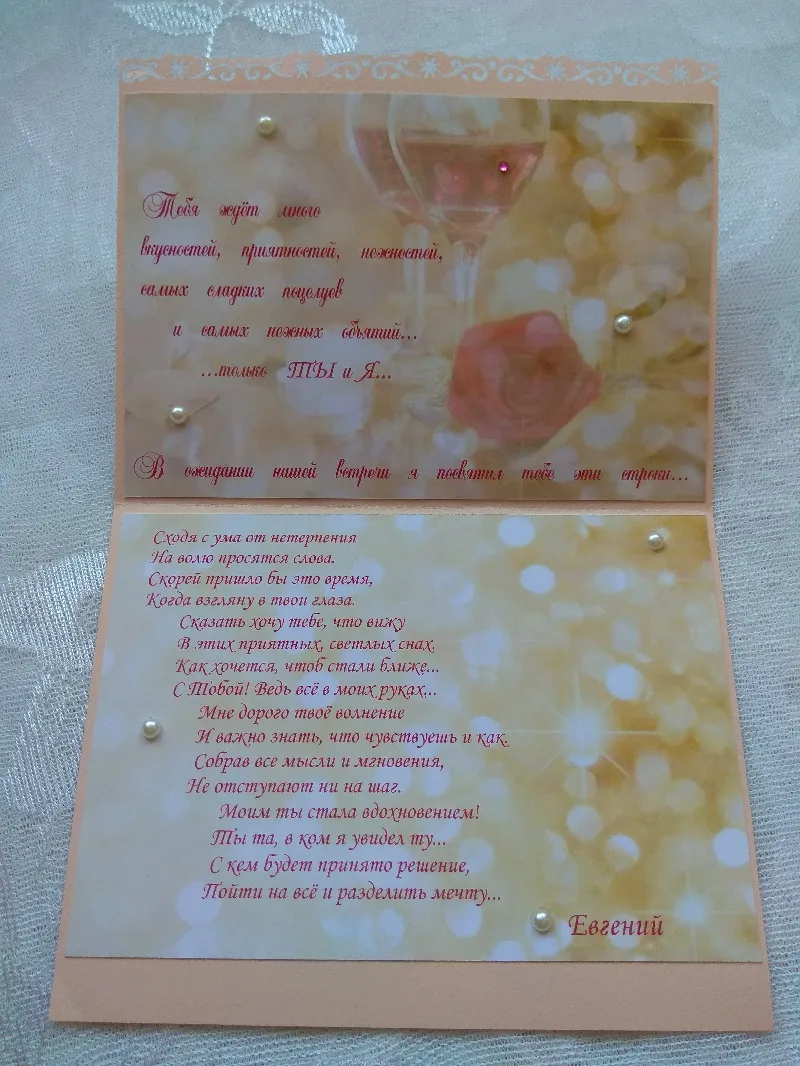 Тебя ждёт много
вкусностей, приятностей, нежностей,
самых сладких поцелуев
и самых нежных объятий...
...только ТЫ и Я...
В ожидании нашей встречи я посвятил тебе эти строки...
Сходя с ума от нетерпения
На волю просятся слова.
Скорей пришло бы это время,
Когда взгляну в твои глаза.
Сказать хочу тебе, что вижу
В этих приятных, светлых снах,
Как хочется, чтоб стали ближе...
С Тобой! Ведь всё в моих руках...
Мне дорого твоё волнение
И важно знать, что чувствуешь и как.
Собрав все мысли и мгновения,
Не отступают ни на шаг.
Моим ты стала вдохновением!
Ты та, в ком я увидел ту...
С кем будет принято решение,
Пойти на всё и разделить мечту...
Евгений